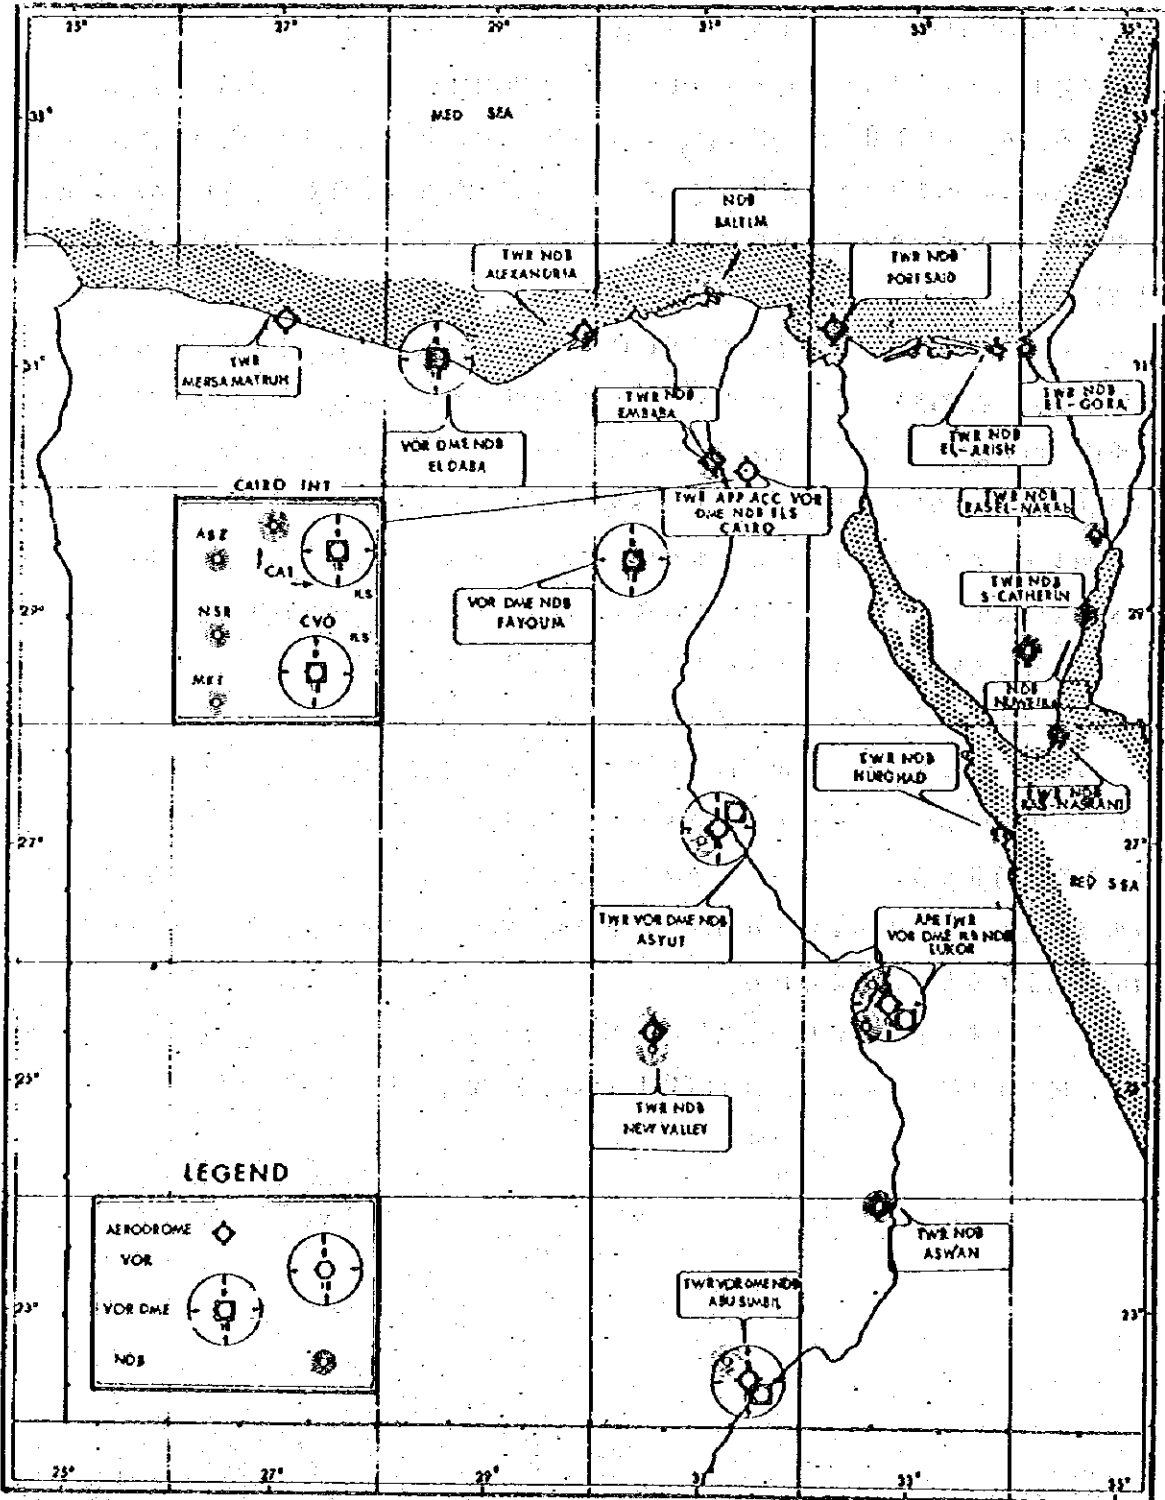 25° 27° 29° 31° 33° 35°
33° 33°
MED SEA
NDB
BALTIM
TWR NDB
ALEXANDRIA
TWR NDB
PORT SAID
31° 31°
TWR
MERSA MATRUH
TWR NDB
EMBABA
TWR NDB
EL-GORA
VOR DME NDB
EL DABA
TWR NDB
EL-ARISH
CAIRO INT
TWR APP ACC VOR
DME NDB ILS
CAIRO
TWR NDB
RASEL-NAKAB
CA1
ILS
TWR NDB
S-CATHERIN
29° 29°
VOR DME NDB
FAYOUM
NSR
CVO
NDB
TWR NDB
HURGHAD
TWR NDB
RAS-NASRANI
27° 27°
RED SEA
TWR VOR DME NDB
ASYUT
APP TWR
VOR DME ILS NDB
LUXOR
25° 25°
TWR NDB
NEW VALLEY
LEGEND
AERODROME
VOR
VOR DME
NDB
TWR NDB
ASWAN
TWR VOR DME NDB
ABU SIMBIL
23° 23°
25° 27° 29° 31° 33° 35°